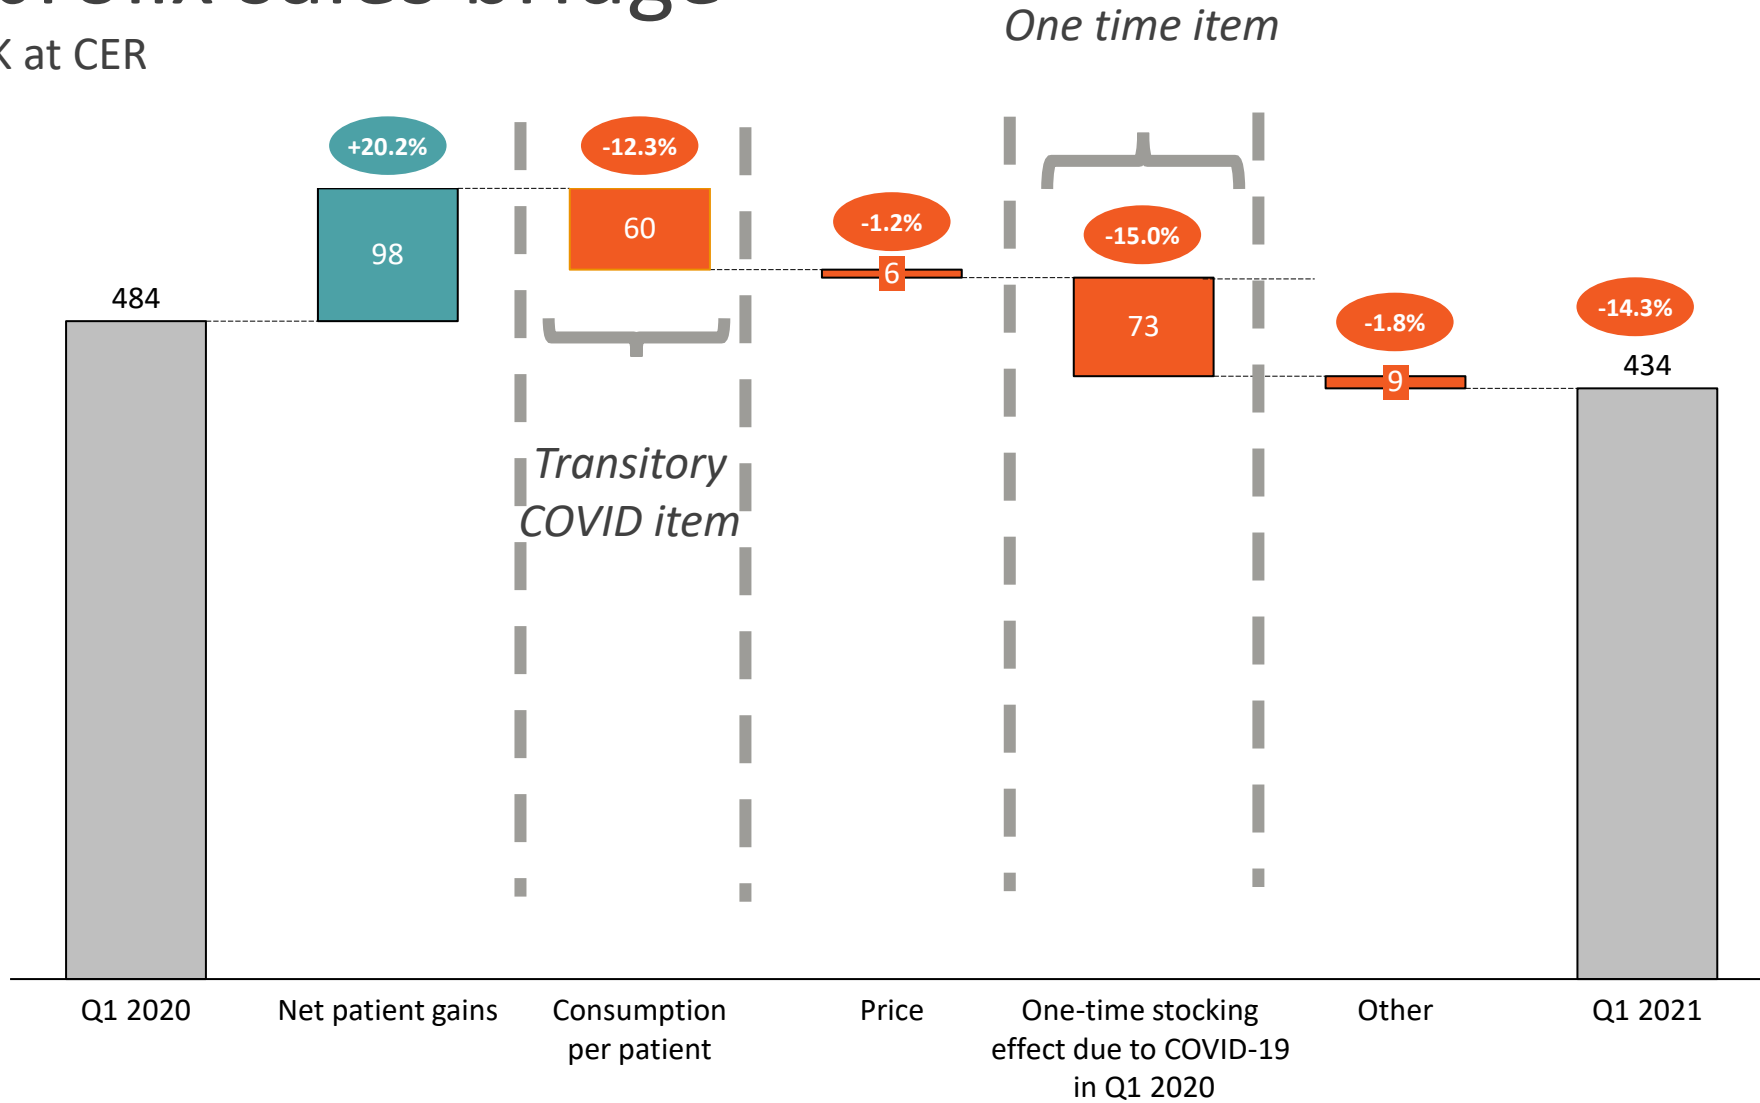 sales bridge
One time item
K at CER
+20.2%
-12.3%
-1.2%
-15.0%
-1.8%
-14.3%
484
98
60
6
73
9
434
Transitory
COVID item
Q1 2020
Net patient gains
Consumption
per patient
Price
One-time stocking
effect due to COVID-19
in Q1 2020
Other
Q1 2021